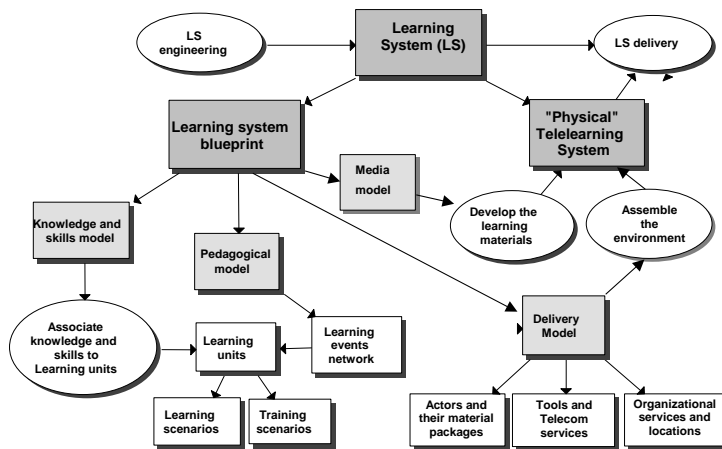 LS
engineering
Learning
System (LS)
LS delivery
Learning system
blueprint
"Physical"
Telelearning
System
Media
model
Knowledge and
skills model
Develop the
learning
materials
Assemble
the
environment
Pedagogical
model
Associate
knowledge and
skills to
Learning units
Learning
units
Learning
events
network
Delivery
Model
Learning
scenarios
Training
scenarios
Actors and
their material
packages
Tools and
Telecom
services
Organizational
services and
locations